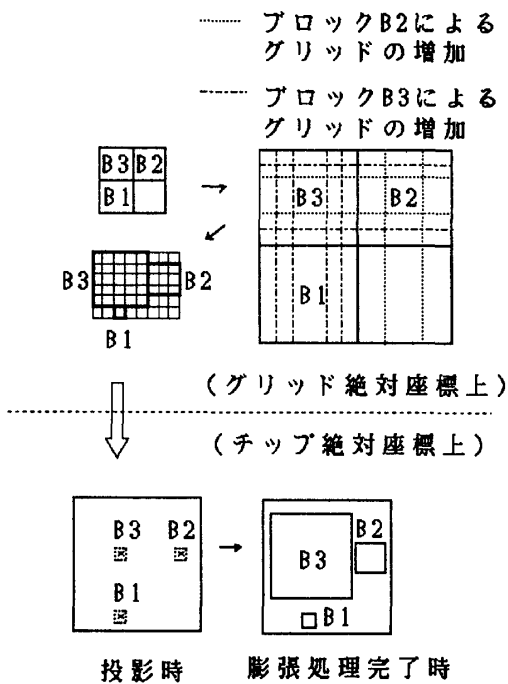 ブロックB2による
グリッドの増加
ブロックB3による
グリッドの増加
B3 B2
B1
B3 B2
B1
B3 B2
B1
(グリッド絶対座標上)
(チップ絶対座標上)
B3 B2
B1
B2
B3
B1
投影時
膨張処理完了時